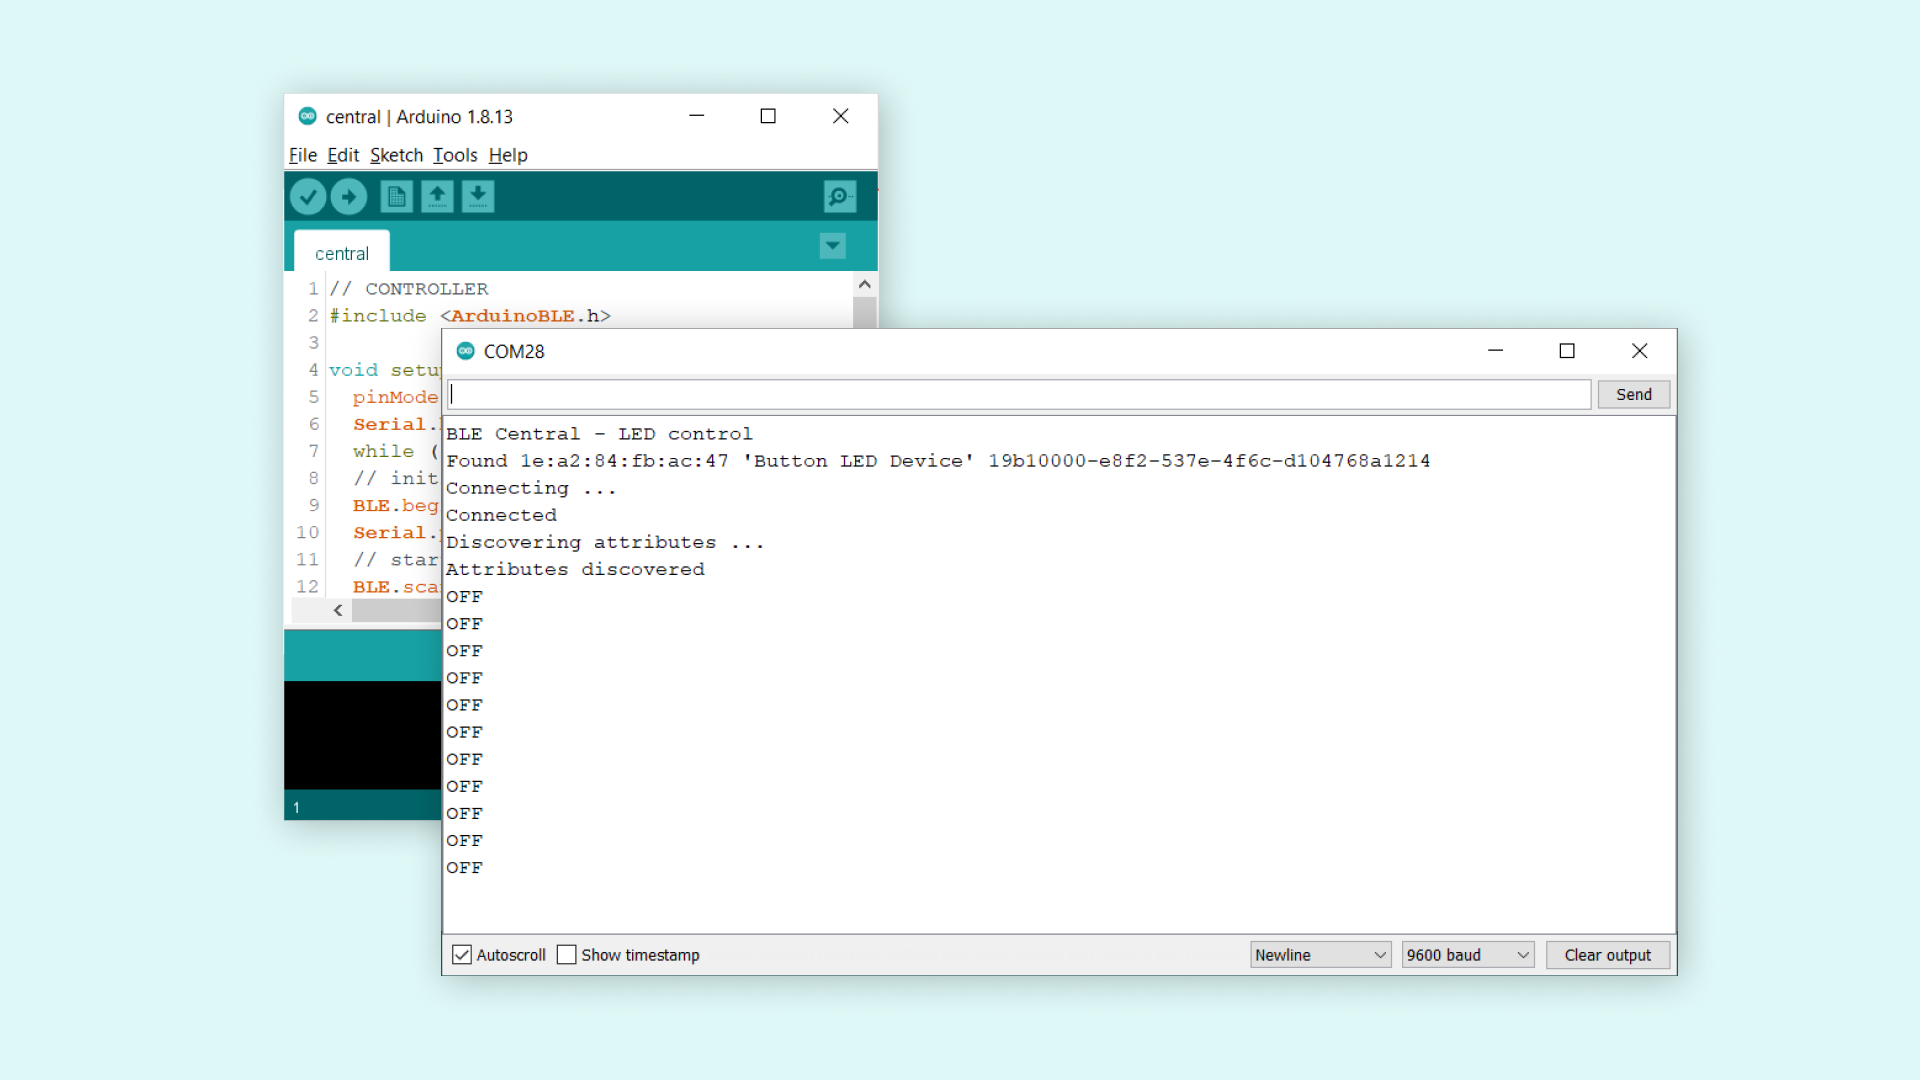 central | Arduino 1.8.13
File Edit Sketch Tools Help
central
1 // CONTROLLER
2 #include <ArduinoBLE.h>
3
4 void setu
5 pinMode
6 Serial.
7 while (
8 // init
9 BLE.beg
10 Serial.
11 // star
12 BLE.sca
1
COM28
Send
BLE Central - LED control
Found 1e:a2:84:fb:ac:47 'Button LED Device' 19b10000-e8f2-537e-4f6c-d104768a1214
Connecting ...
Connected
Discovering attributes ...
Attributes discovered
OFF
OFF
OFF
OFF
OFF
OFF
OFF
OFF
OFF
OFF
OFF
Autoscroll Show timestamp Newline 9600 baud Clear output